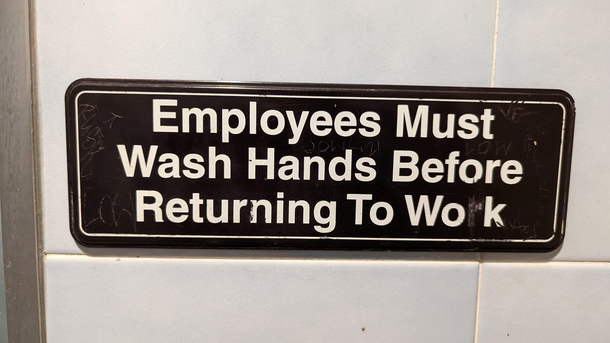 Employees Must
Wash Hands Before
Returning To Wo k